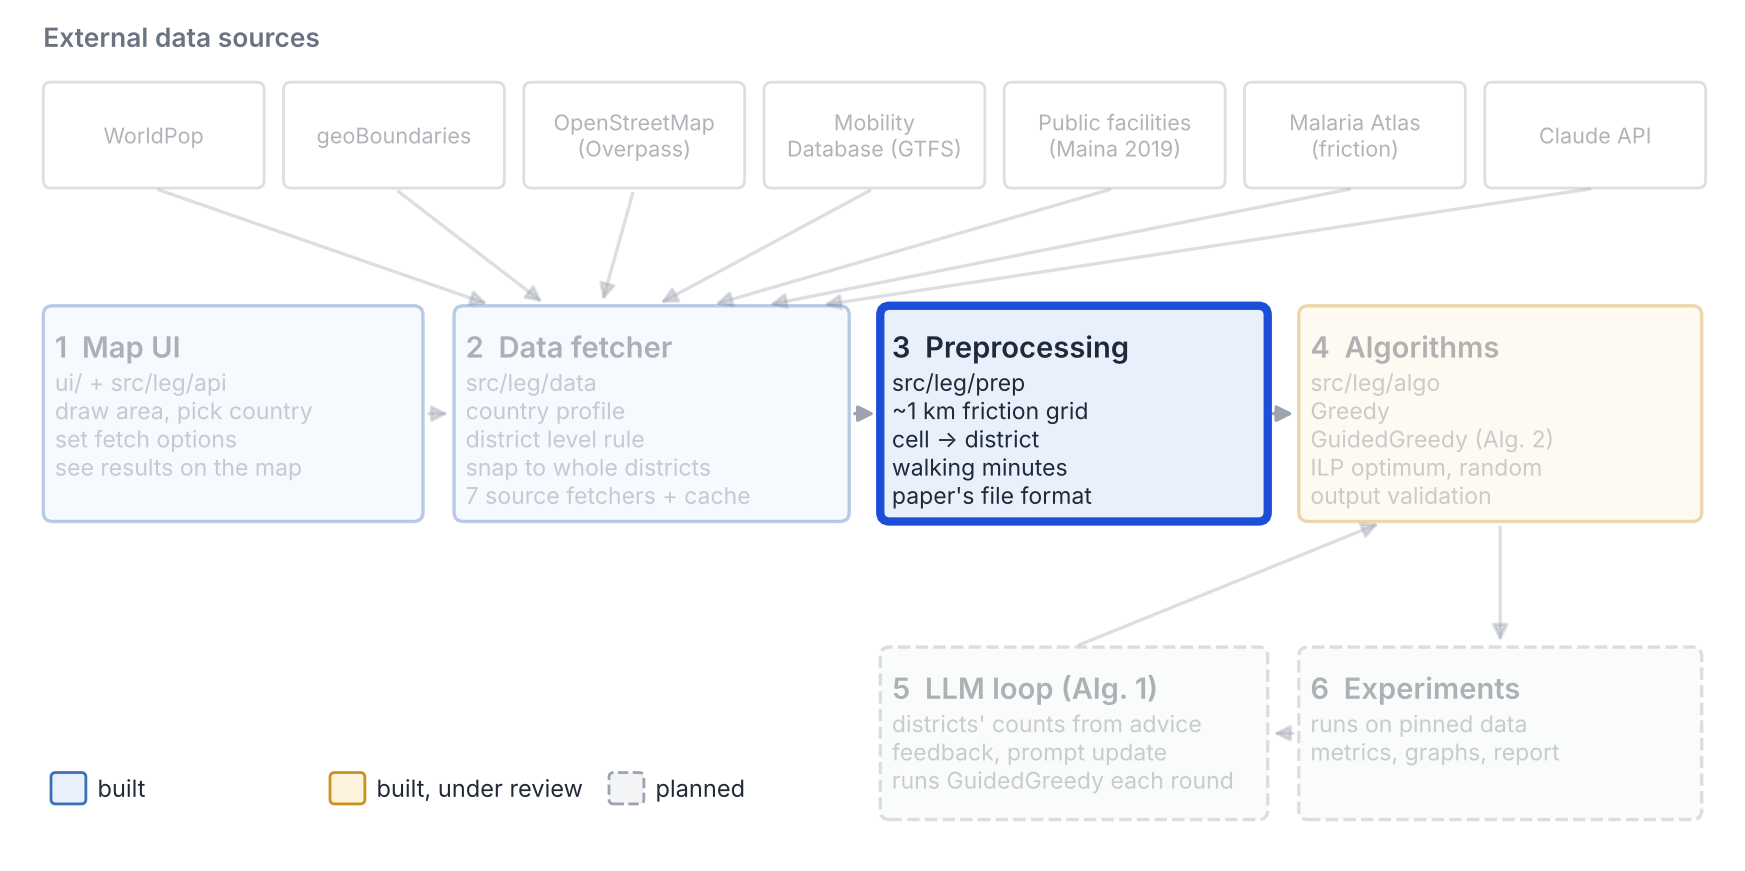 External data sources
WorldPop
geoBoundaries
OpenStreetMap
(Overpass)
Mobility
Database (GTFS)
Public facilities
(Maina 2019)
Malaria Atlas
(friction)
Claude API
1 Map UI
ui/ + src/leg/api
draw area, pick country
set fetch options
see results on the map
2 Data fetcher
src/leg/data
country profile
district level rule
snap to whole districts
7 source fetchers + cache
3 Preprocessing
src/leg/prep
~1 km friction grid
cell → district
walking minutes
paper's file format
4 Algorithms
src/leg/algo
Greedy
GuidedGreedy (Alg. 2)
ILP optimum, random
output validation
5 LLM loop (Alg. 1)
districts' counts from advice
feedback, prompt update
runs GuidedGreedy each round
6 Experiments
runs on pinned data
metrics, graphs, report
built
built, under review
planned